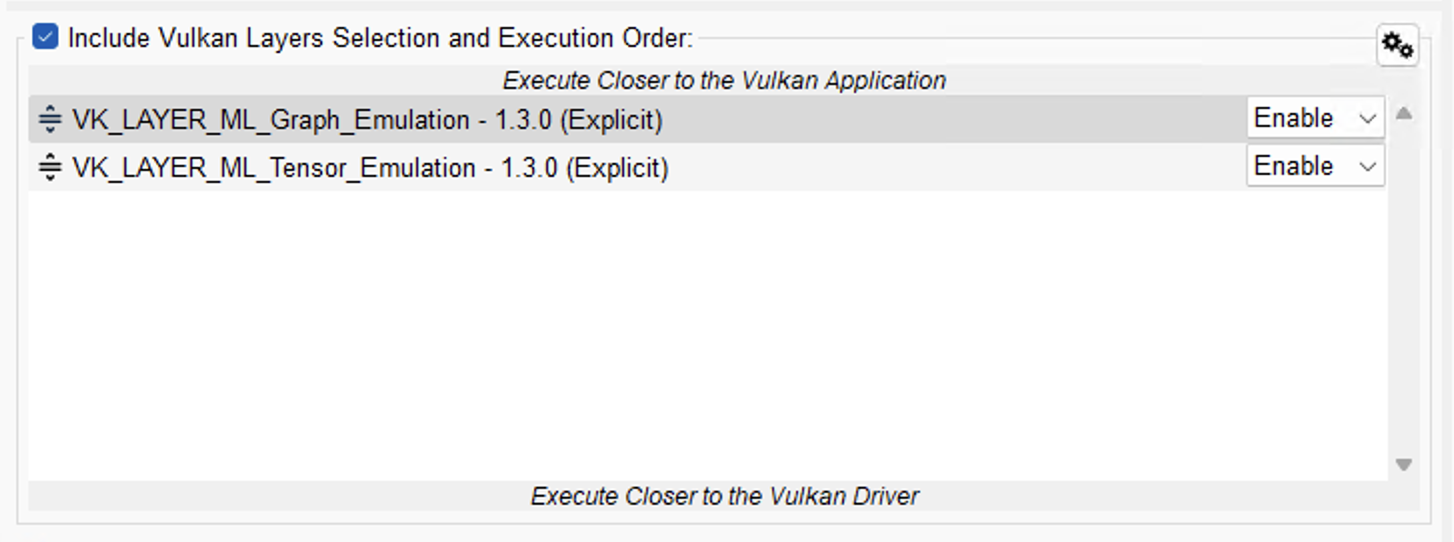 Include Vulkan Layers Selection and Execution Order:
Execute Closer to the Vulkan Application
VK_LAYER_ML_Graph_Emulation - 1.3.0 (Explicit) Enable
VK_LAYER_ML_Tensor_Emulation - 1.3.0 (Explicit) Enable
Execute Closer to the Vulkan Driver